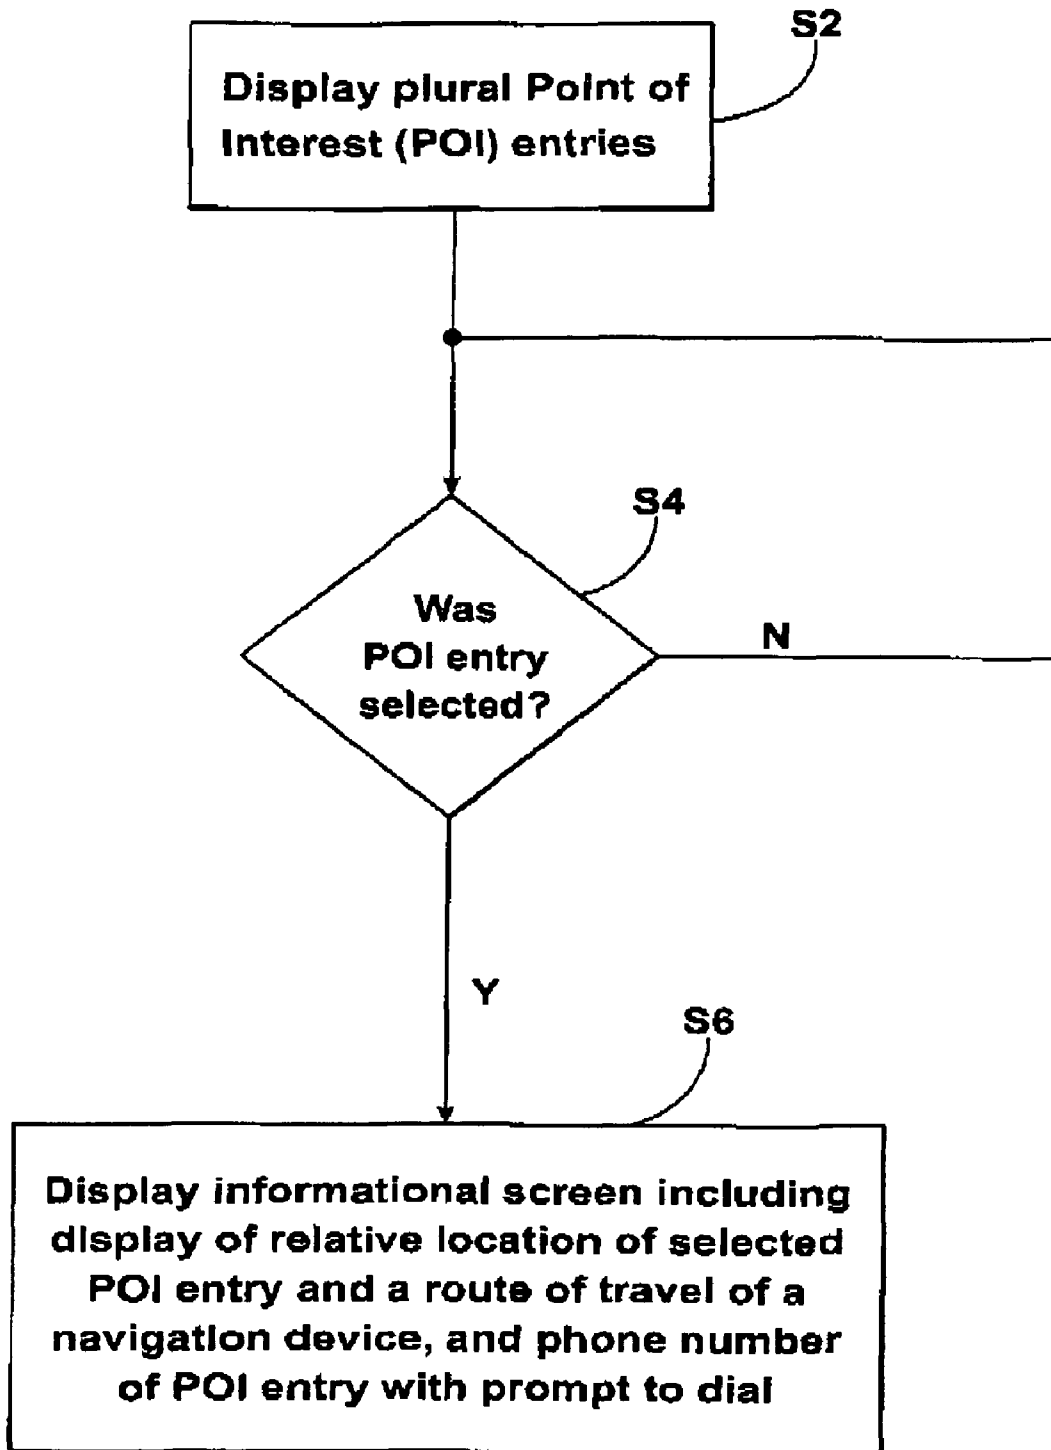 S2
Display plural Point of
Interest (POI) entries
S4
Was
POI entry
selected?
N
Y
S6
Display informational screen including
display of relative location of selected
POI entry and a route of travel of a
navigation device, and phone number
of POI entry with prompt to dial